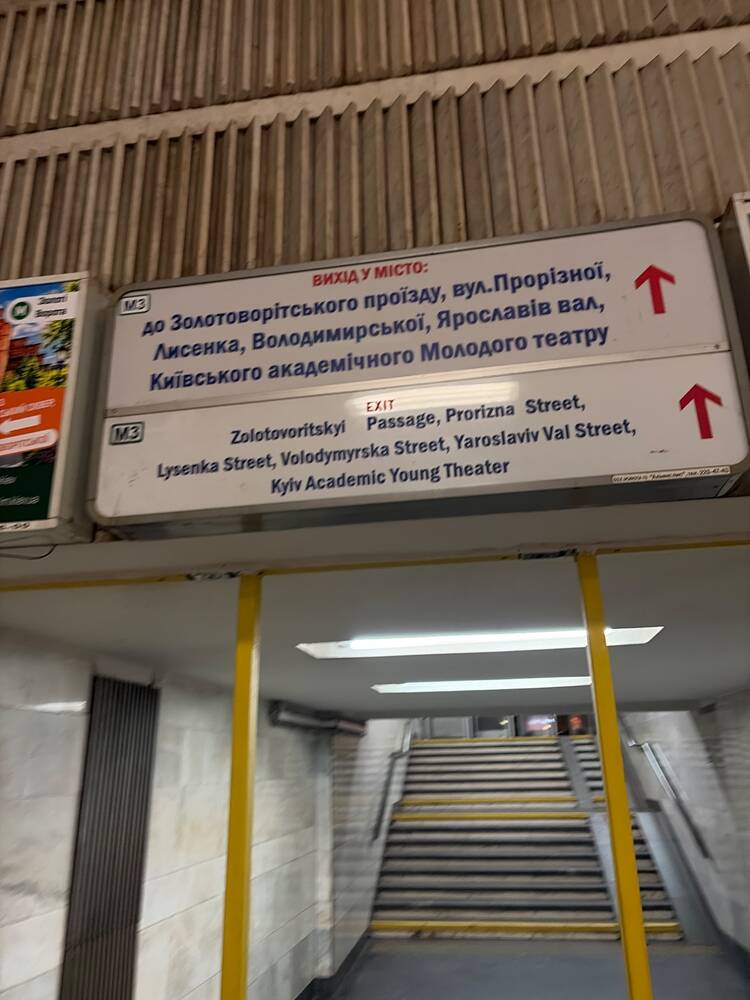 ВИХІД У МІСТО:
М3
до Золотоворітського проїзду, вул.Прорізної,
Лисенка, Володимирської, Ярославів вал,
Київського академічного Молодого театру
EXIT
М3
Zolotovoritskyi Passage, Prorizna Street,
Lysenka Street, Volodymyrska Street, Yaroslaviv Val Street,
Kyiv Academic Young Theater
М
Золоті
Ворота